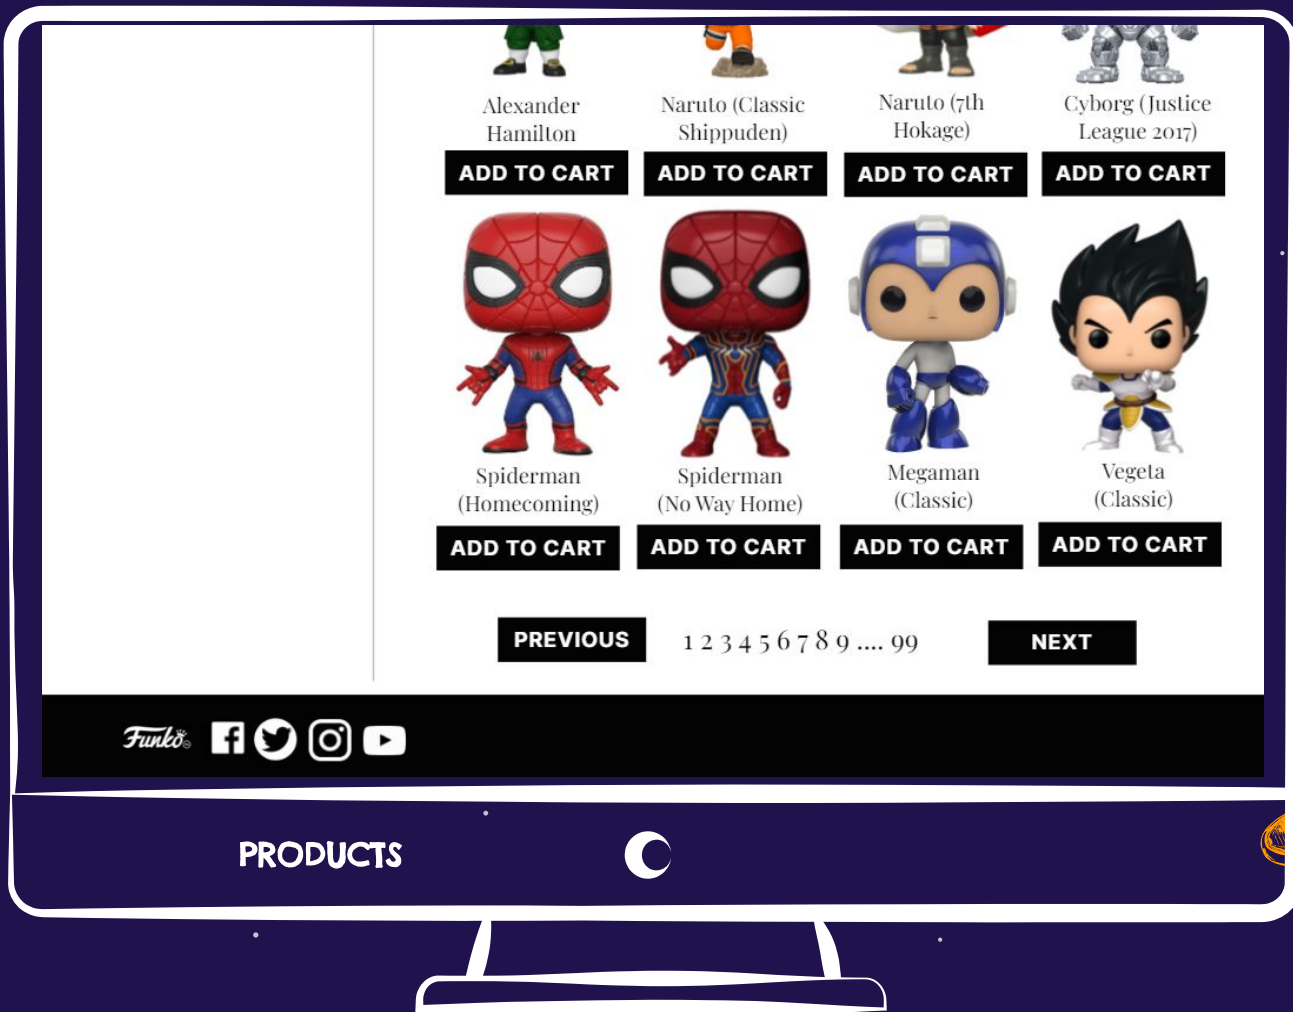 Alexander
Hamilton
Naruto (Classic
Shippuden)
Naruto (7th
Hokage)
Cyborg (Justice
League 2017)
ADD TO CART
ADD TO CART
ADD TO CART
ADD TO CART
Spiderman
(Homecoming)
Spiderman
(No Way Home)
Megaman
(Classic)
Vegeta
(Classic)
ADD TO CART
ADD TO CART
ADD TO CART
ADD TO CART
PREVIOUS
1 2 3 4 5 6 7 8 9 .... 99
NEXT
Funko
PRODUCTS